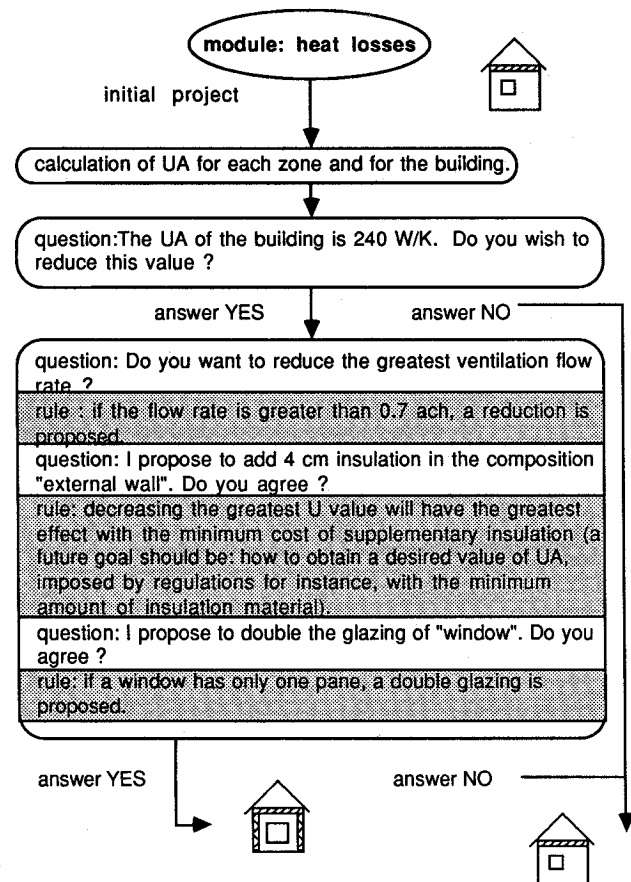 module: heat losses
initial project
calculation of UA for each zone and for the building.
question:The UA of the building is 240 W/K. Do you wish to
reduce this value ?
answer YES
answer NO
question: Do you want to reduce the greatest ventilation flow
rate ?
rule : if the flow rate is greater than 0.7 ach, a reduction is
proposed.
question: I propose to add 4 cm insulation in the composition
"external wall". Do you agree ?
rule: decreasing the greatest U value will have the greatest
effect with the minimum cost of supplementary insulation (a
future goal should be: how to obtain a desired value of UA,
imposed by regulations for instance, with the minimum
amount of insulation material).
question: I propose to double the glazing of "window". Do you
agree ?
rule: if a window has only one pane, a double glazing is
proposed.
answer YES
answer NO